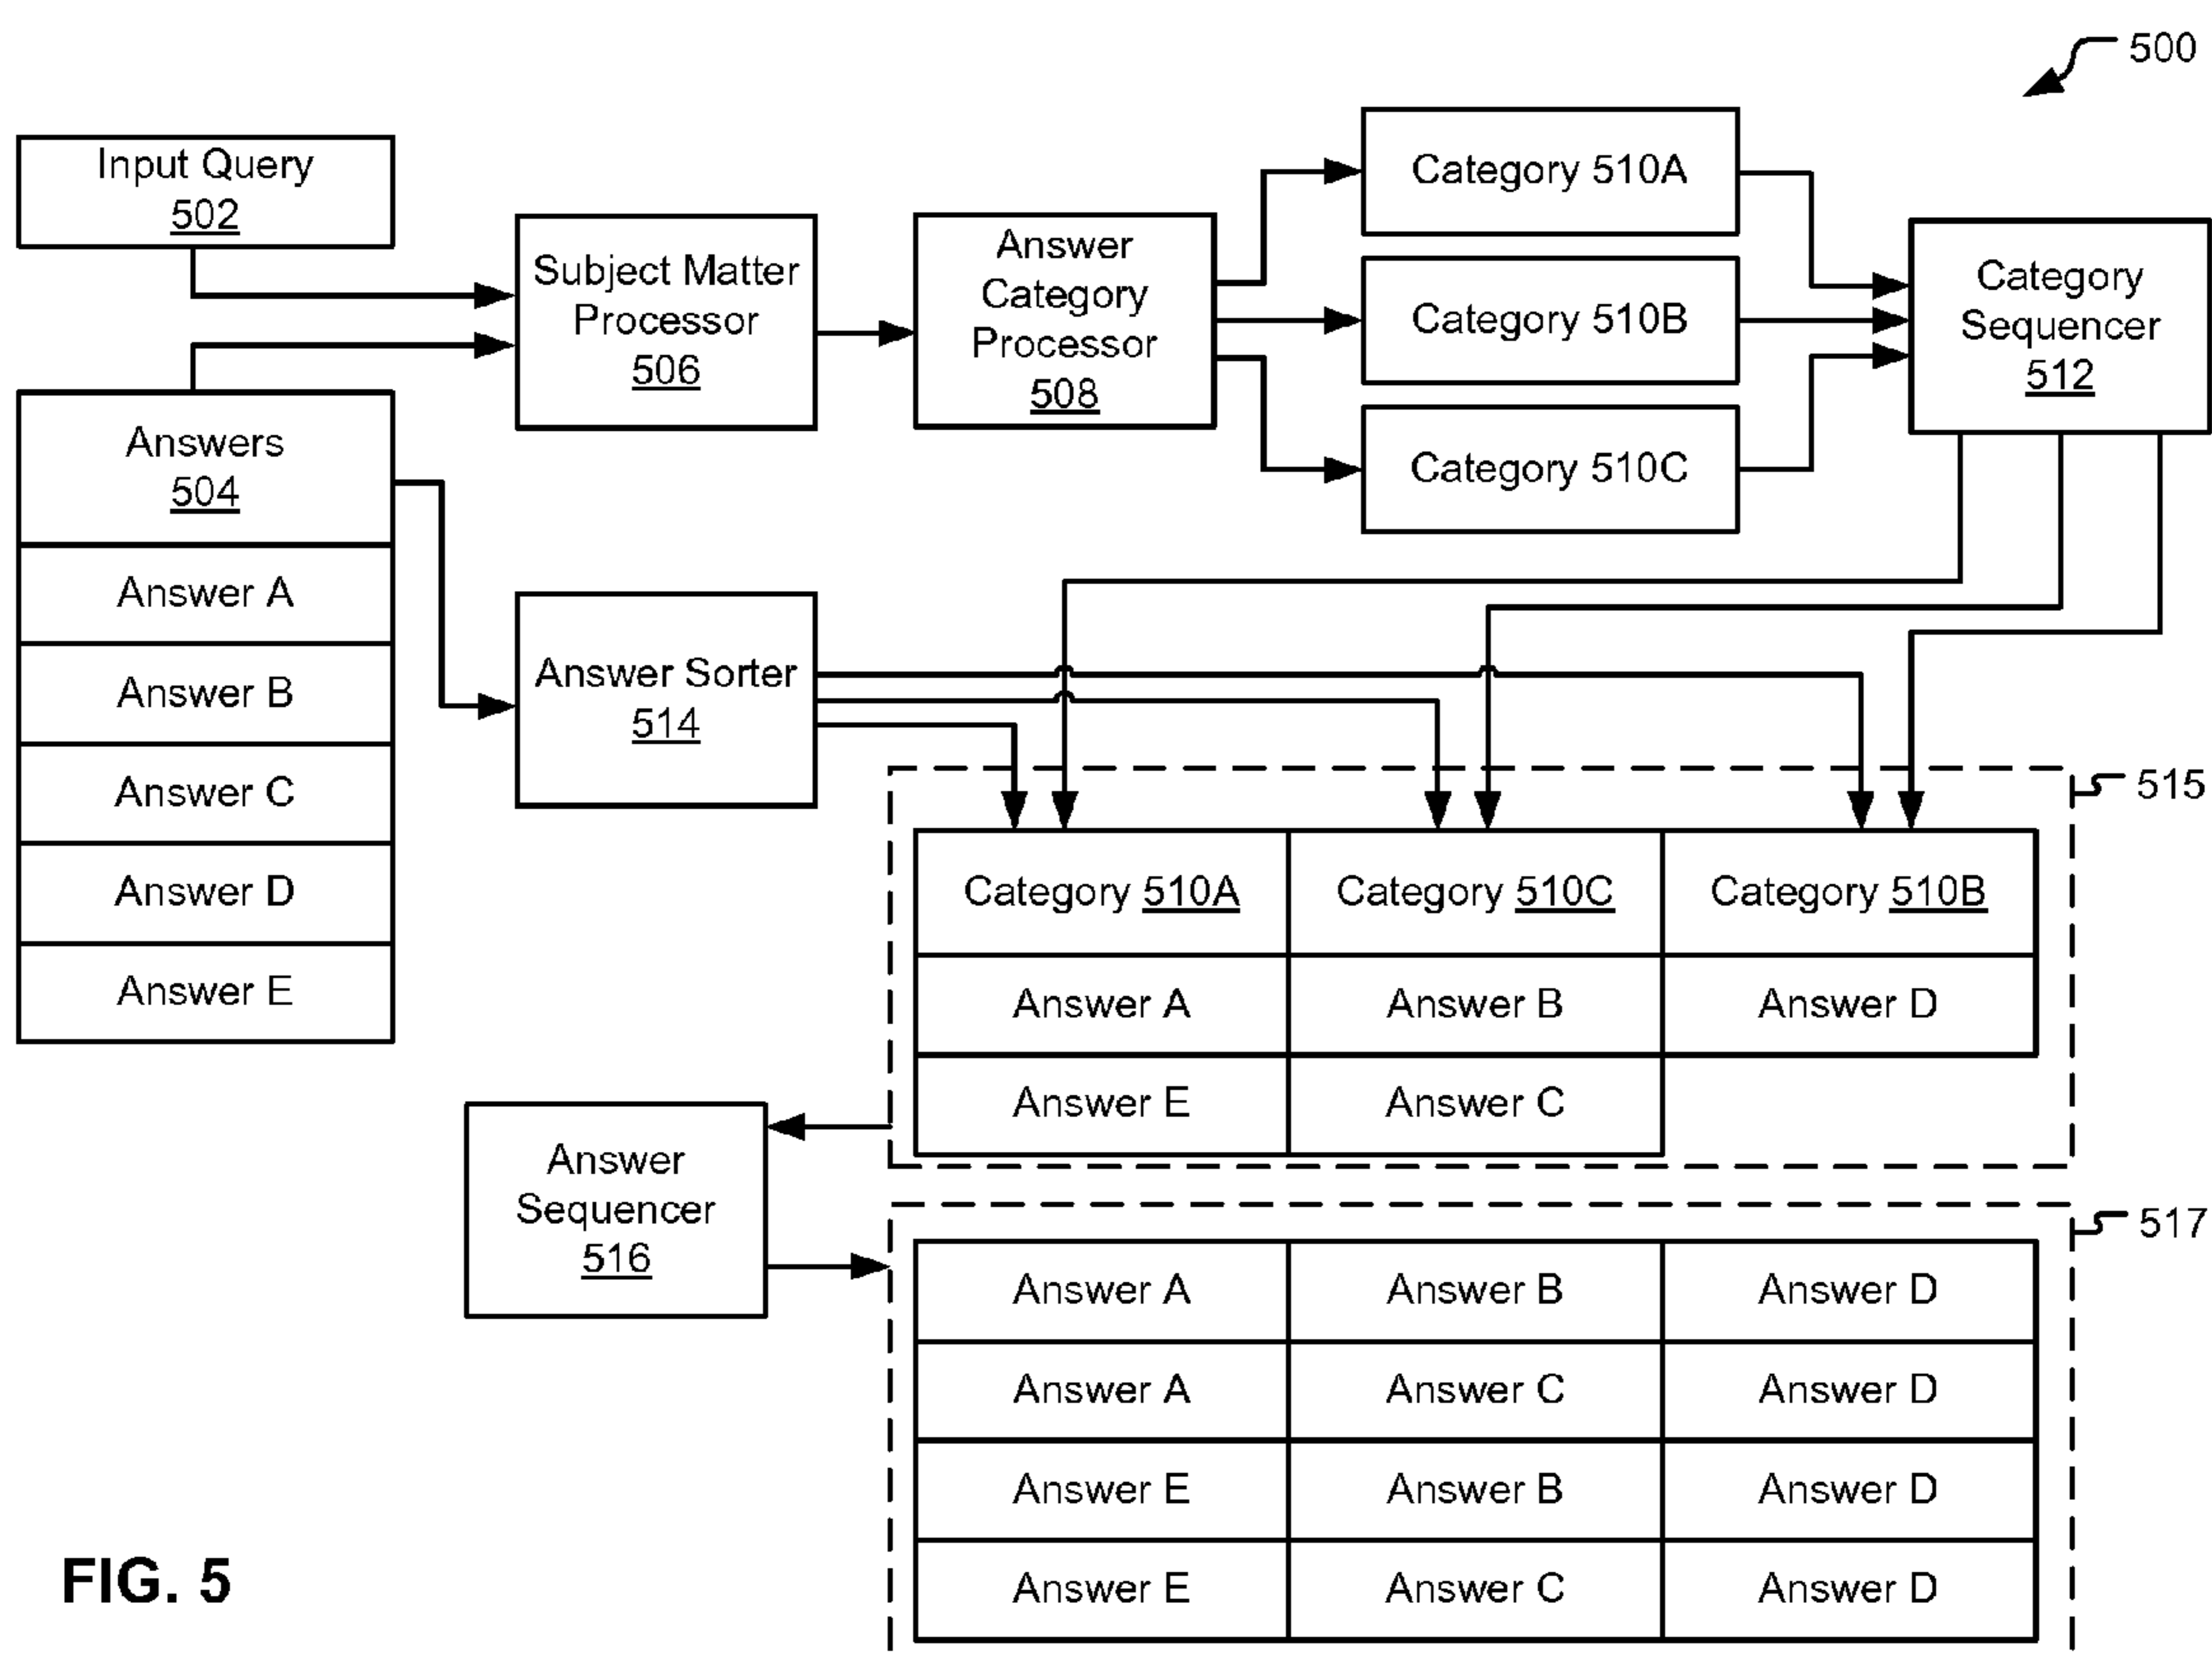 500
Input Query
502
Subject Matter
Processor
506
Answer
Category
Processor
508
Category 510A
Category 510B
Category 510C
Category
Sequencer
512
Answers
504
Answer A
Answer B
Answer C
Answer D
Answer E
Answer Sorter
514
515
Category 510A
Category 510C
Category 510B
Answer A
Answer B
Answer D
Answer E
Answer C
Answer
Sequencer
516
517
Answer A
Answer B
Answer D
Answer A
Answer C
Answer D
Answer E
Answer B
Answer D
Answer E
Answer C
Answer D
FIG. 5